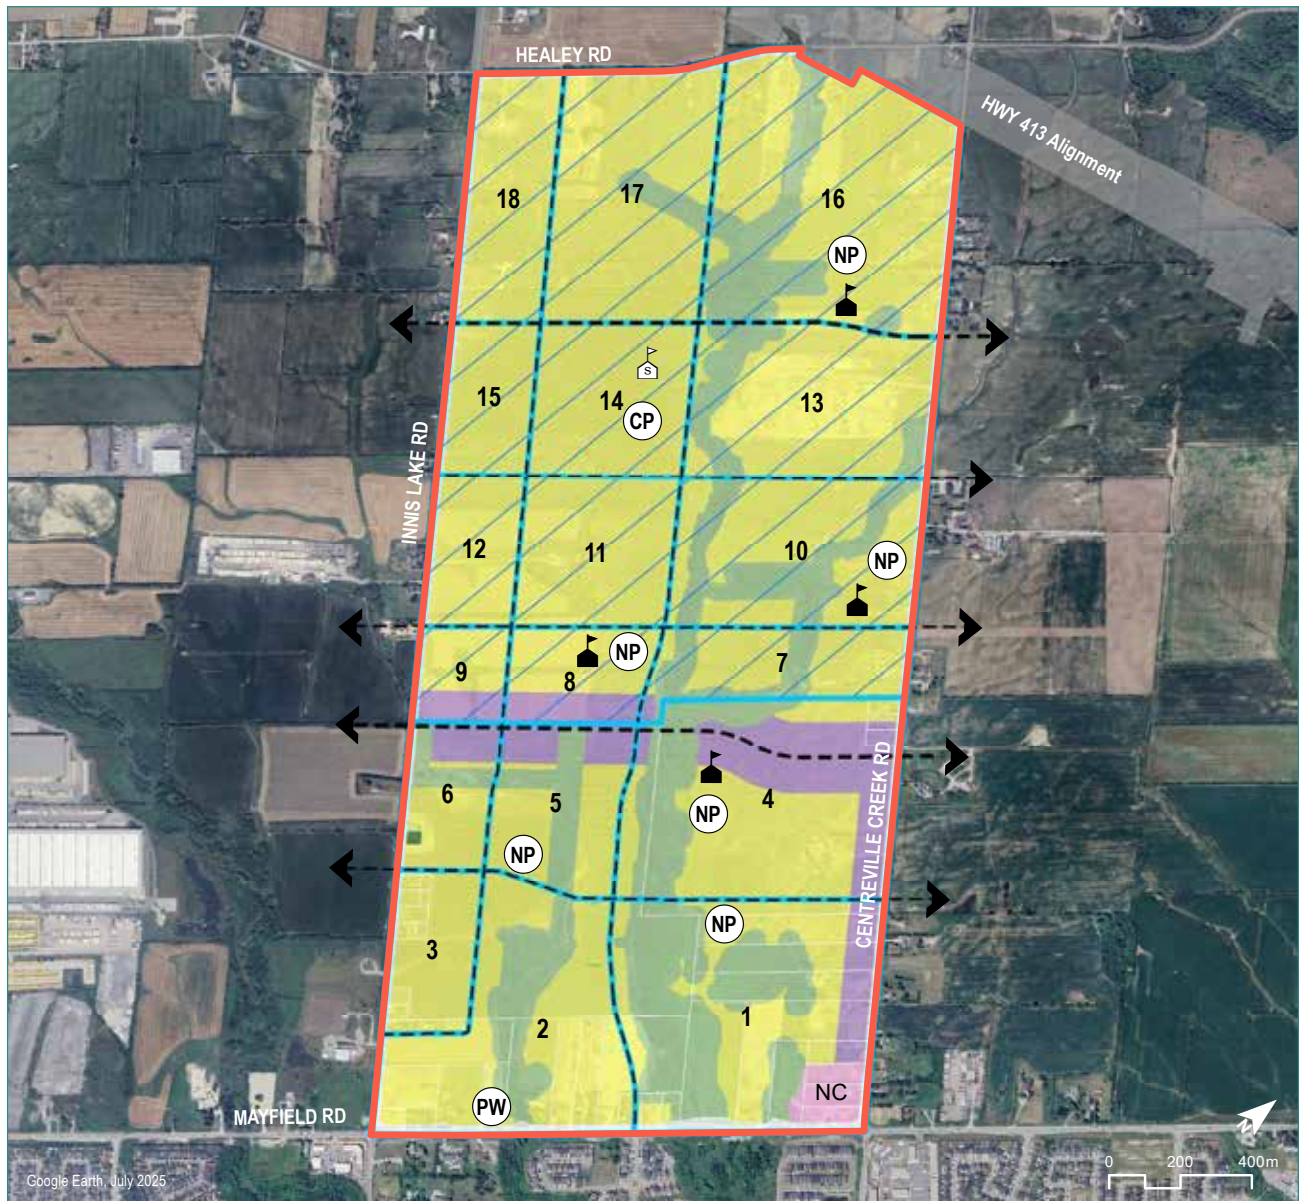 HEALEY RD
HWY 413 Alignment
18
17
16
NP
S
15
14
13
CP
INNIS LAKE RD
12
11
10
NP
NP
9
8
7
CENTREVILLE CREEK RD
6
5
4
NP
NP
NP
3
2
1
NC
PW
MAYFIELD RD
N
0 200 400m
Google Earth, July 2025